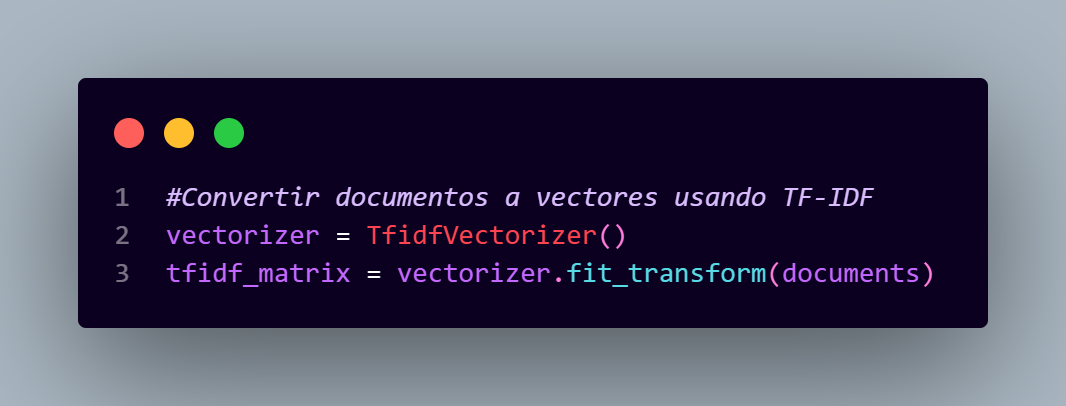 1 #Convertir documentos a vectores usando TF-IDF
2 vectorizer = TfidfVectorizer()
3 tfidf_matrix = vectorizer.fit_transform(documents)